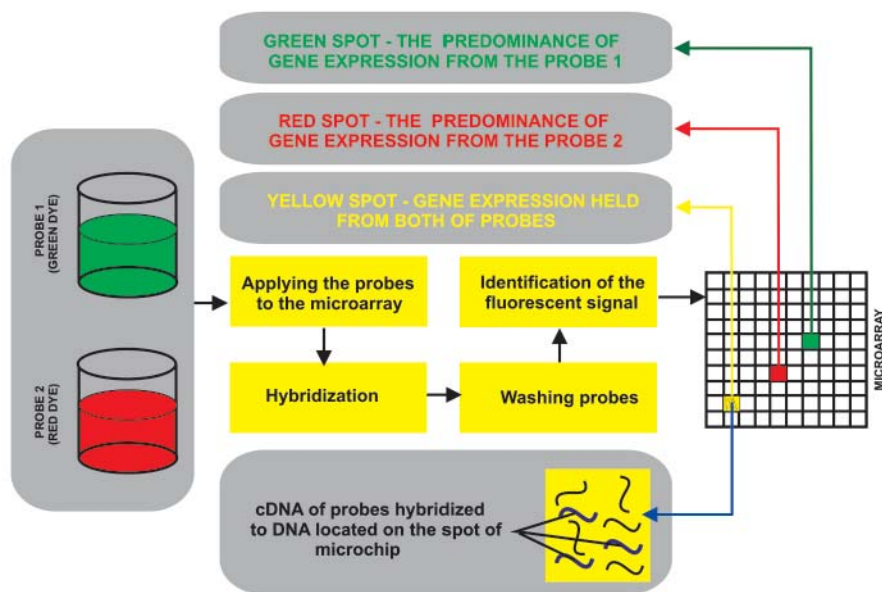 GREEN SPOT - THE PREDOMINANCE OF
GENE EXPRESSION FROM THE PROBE 1
RED SPOT - THE PREDOMINANCE OF
GENE EXPRESSION FROM THE PROBE 2
YELLOW SPOT - GENE EXPRESSION HELD
FROM BOTH OF PROBES
PROBE 1
(GREEN DYE)
PROBE 2
(RED DYE)
Applying the probes
to the microarray
Identification of the
fluorescent signal
Hybridization
Washing probes
MICROARRAY
cDNA of probes hybridized
to DNA located on the spot of
microchip